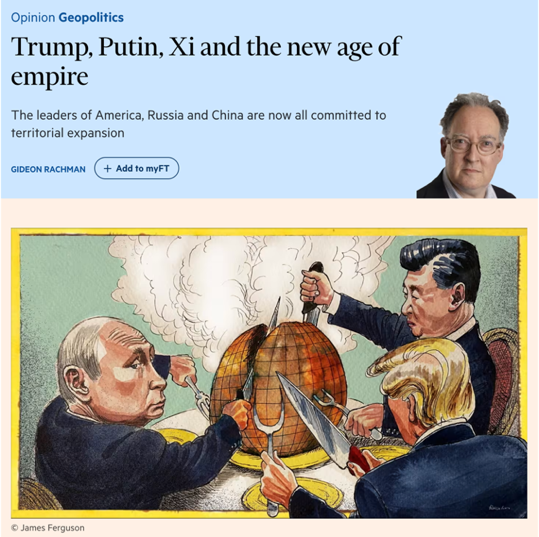 Opinion Geopolitics
Trump, Putin, Xi and the new age of
empire
The leaders of America, Russia and China are now all committed to
territorial expansion
GIDEON RACHMAN + Add to myFT
© James Ferguson